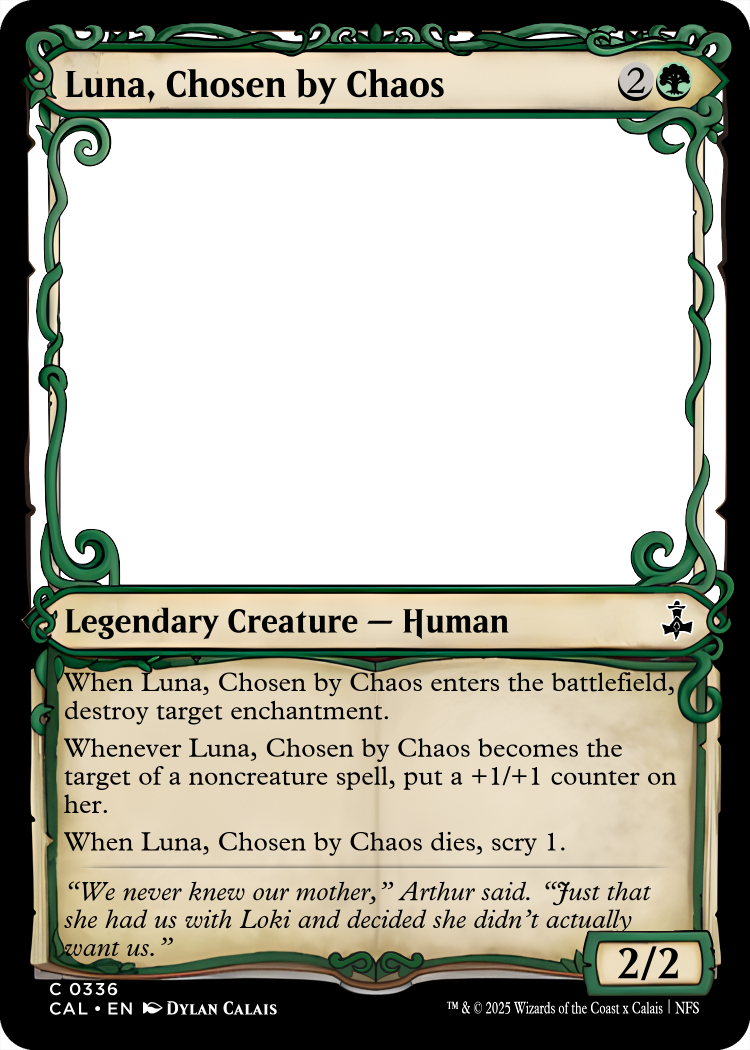 Luna, Chosen by Chaos
2
Legendary Creature — Human
When Luna, Chosen by Chaos enters the battlefield,
destroy target enchantment.
Whenever Luna, Chosen by Chaos becomes the
target of a noncreature spell, put a +1/+1 counter on
her.
When Luna, Chosen by Chaos dies, scry 1.
“We never knew our mother,” Arthur said. “Just that
she had us with Loki and decided she didn’t actually
want us.”
2/2
C 0336
CAL • EN DYLAN CALAIS
™ & © 2025 Wizards of the Coast x Calais | NFS